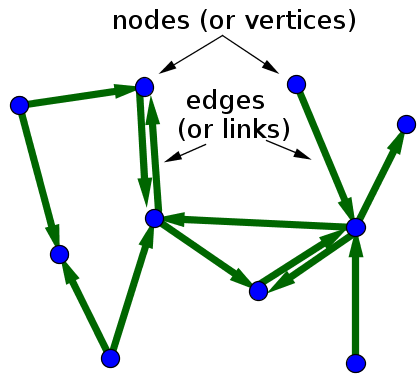 nodes (or vertices)
edges
(or links)